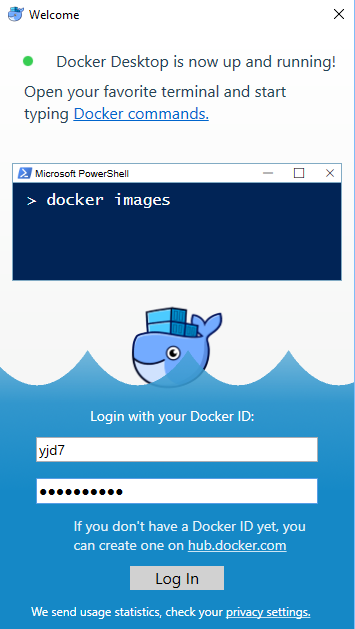 Welcome
Docker Desktop is now up and running!
Open your favorite terminal and start
typing Docker commands.
Microsoft PowerShell
> docker images
Login with your Docker ID:
yjd7
●●●●●●●●●●
If you don't have a Docker ID yet, you
can create one on hub.docker.com
Log In
We send usage statistics, check your privacy settings.